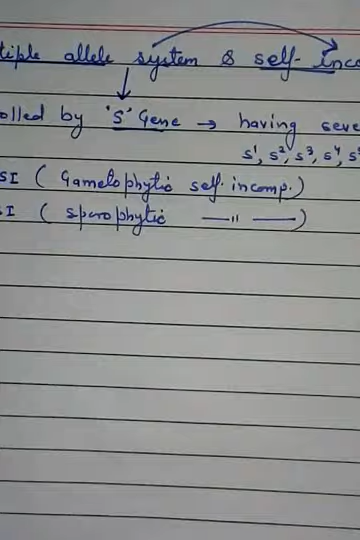 tiple allele system & self-inco
olled by 'S' Gene → having seve
s¹, s², s³, s⁴, s⁵
SI ( Gametophytic self. incomp.)
SI ( sporophytic —"— )